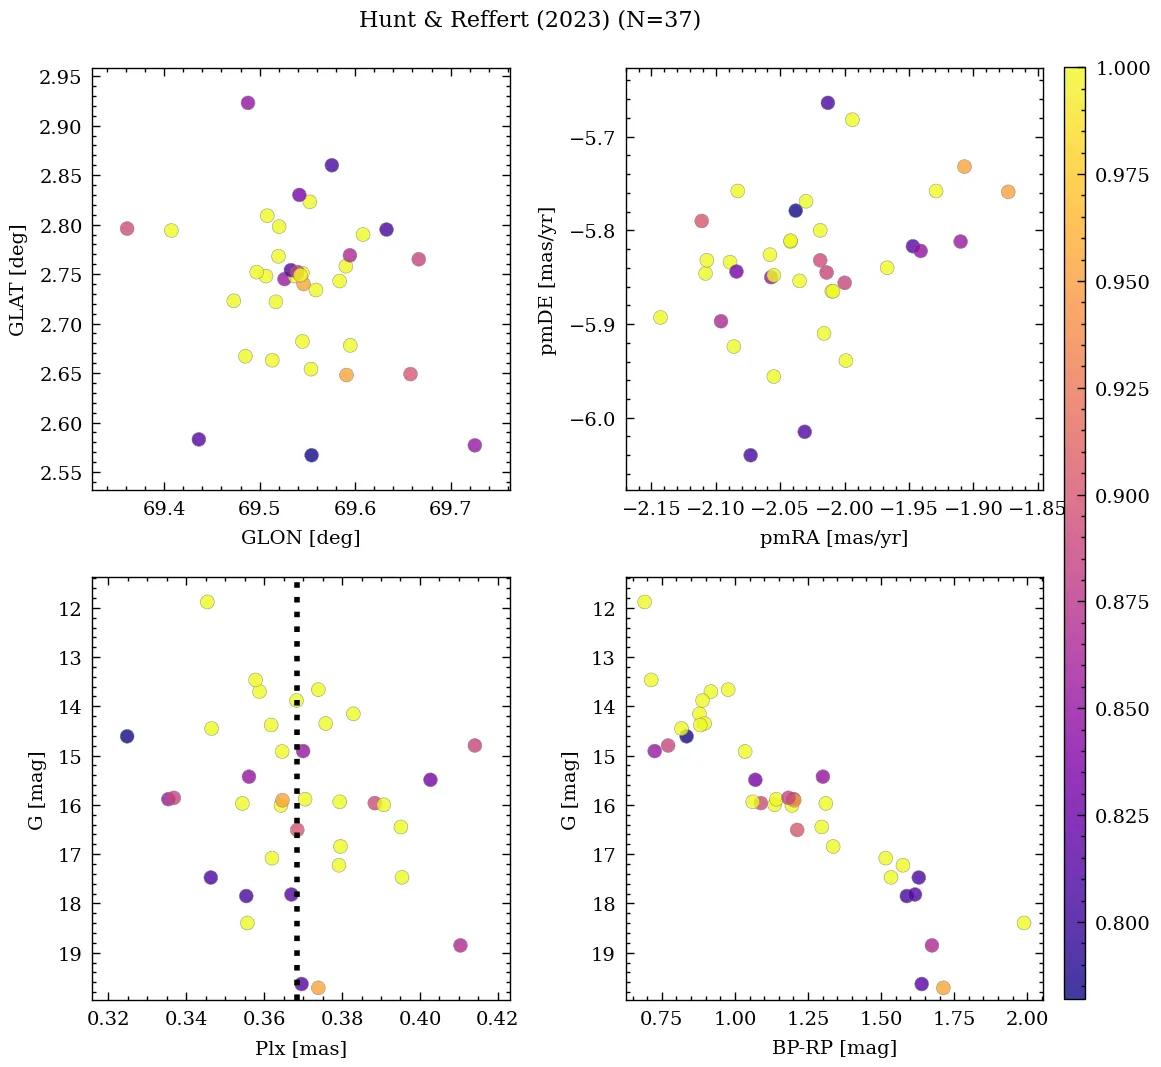 Hunt & Reffert (2023) (N=37)
2.95
2.90
2.85
2.80
2.75
2.70
2.65
2.60
2.55
GLAT [deg]
69.4 69.5 69.6 69.7
GLON [deg]
−5.7
−5.8
−5.9
−6.0
pmDE [mas/yr]
−2.15 −2.10 −2.05 −2.00 −1.95 −1.90 −1.85
pmRA [mas/yr]
12
13
14
15
16
17
18
19
G [mag]
0.32 0.34 0.36 0.38 0.40 0.42
Plx [mas]
12
13
14
15
16
17
18
19
G [mag]
0.75 1.00 1.25 1.50 1.75 2.00
BP-RP [mag]
1.000
0.975
0.950
0.925
0.900
0.875
0.850
0.825
0.800